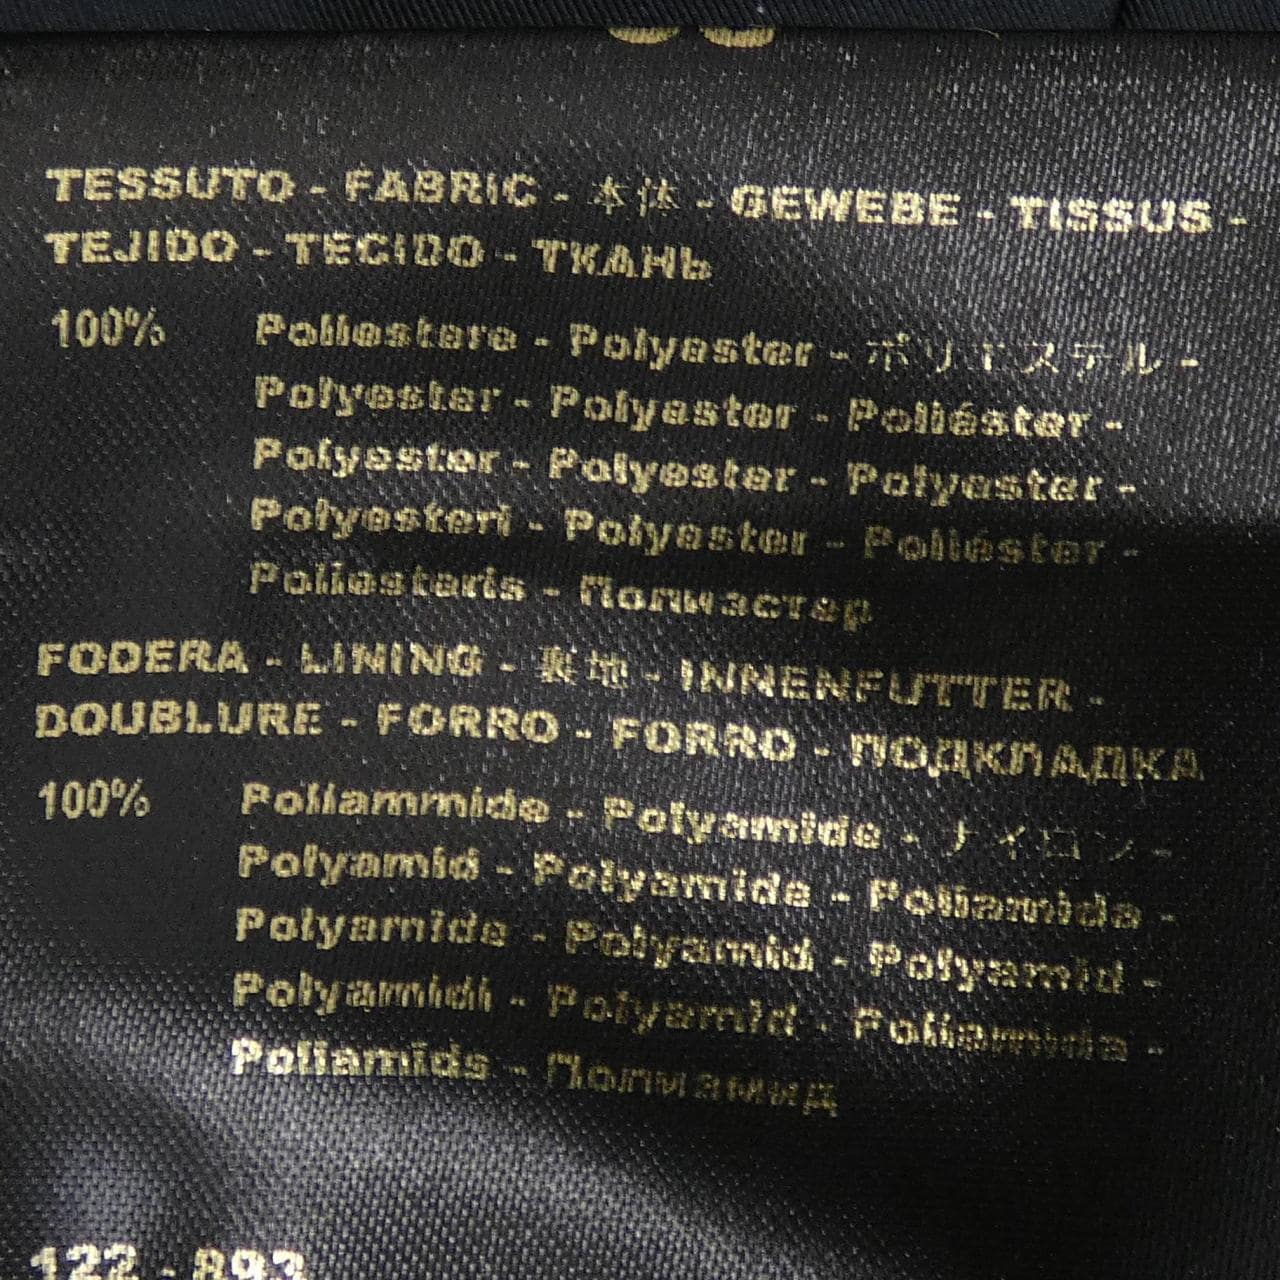 TESSUTO - FABRIC - 本体 - GEWEBE - TISSUS -
TEJIDO - TECIDO - ТКАНЬ
100% Poliestere - Polyester - ポリエステル -
Polyester - Polyester - Poliéster -
Polyester - Polyester - Polyester -
Polyesteri - Polyester - Poliéster -
Poliesteris - Полиэстер
FODERA - LINING - 裏地 - INNENFUTTER -
DOUBLURE - FORRO - FORRO - ПОДКЛАДКА
100% Poliammide - Polyamide - ナイロン -
Polyamid - Polyamide - Poliamida -
Polyamide - Polyamid - Polyamid -
Polyamidi - Polyamid - Poliamida -
Poliamids - Полиамид
122 - 893